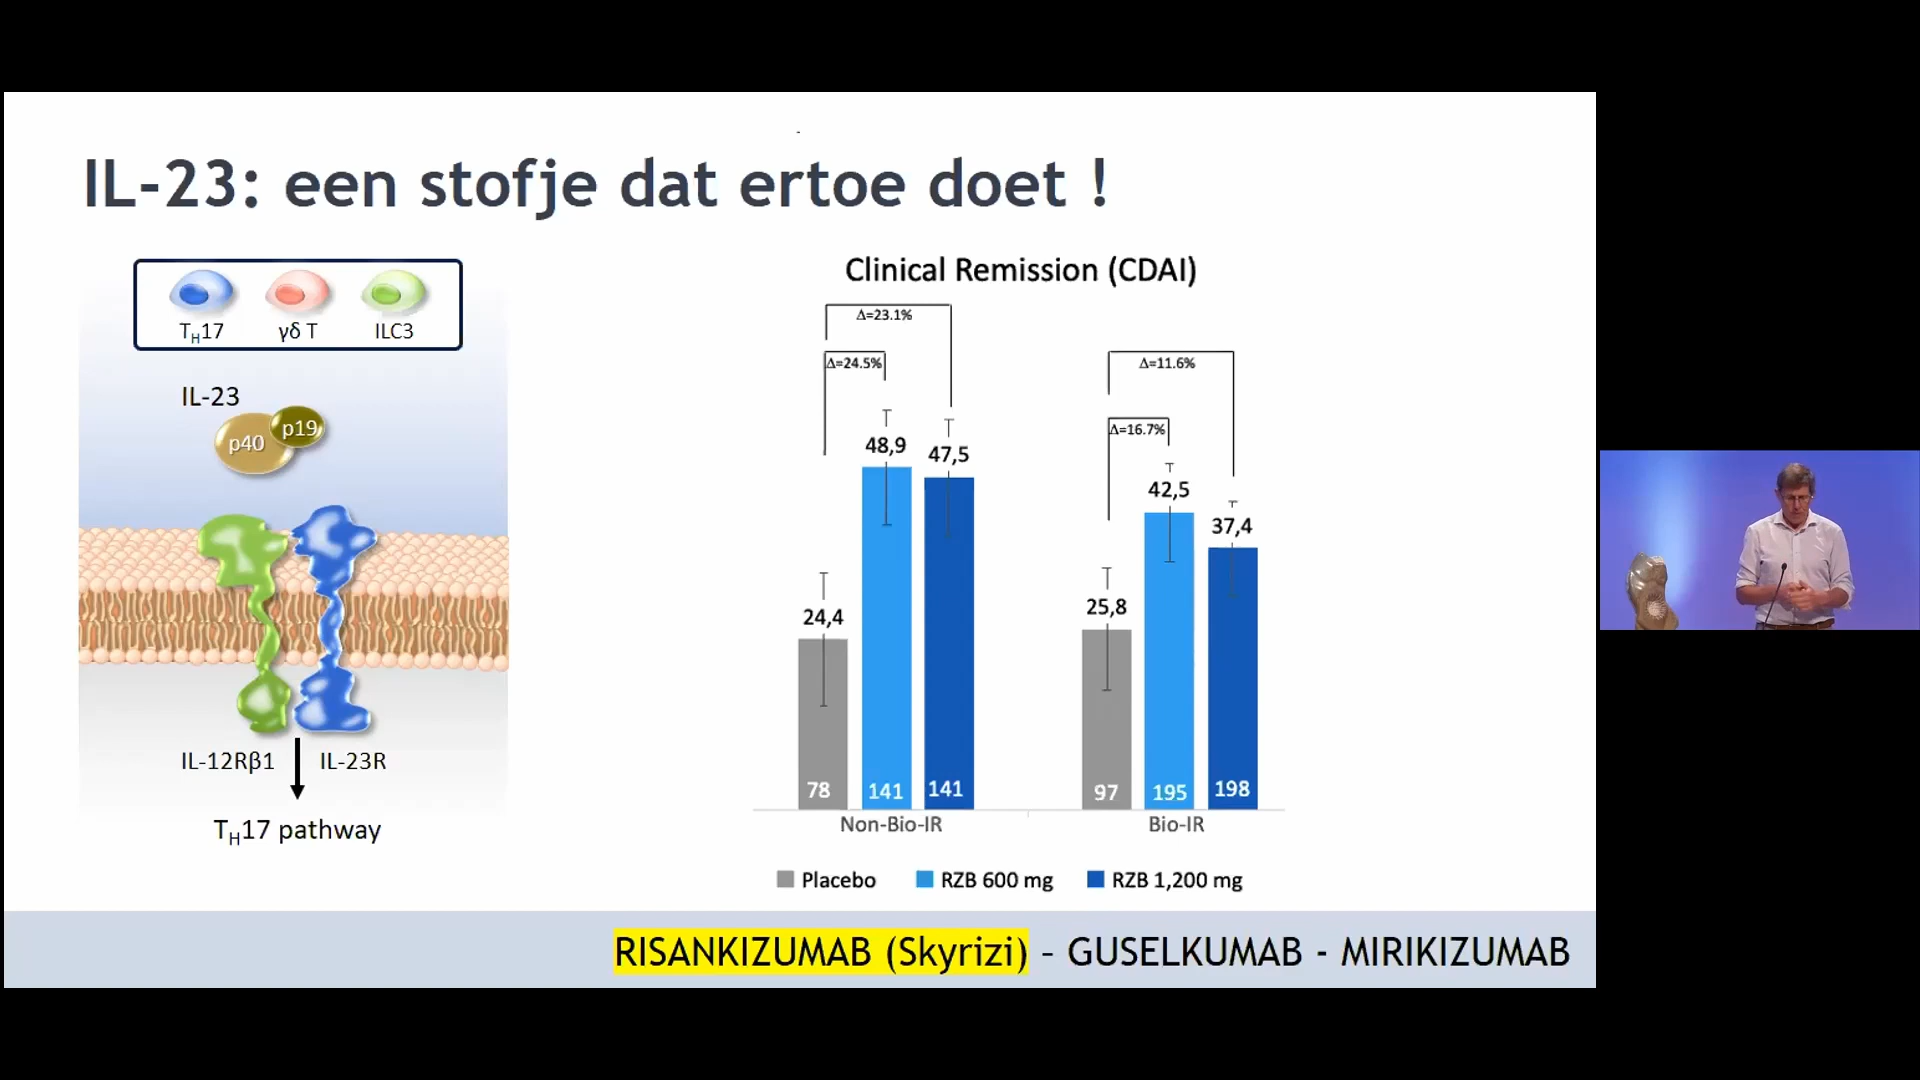 IL-23: een stofje dat ertoe doet !
TH17 γδ T ILC3
IL-23
p40 p19
IL-12Rβ1 IL-23R
TH17 pathway
Clinical Remission (CDAI)
Δ=23.1%
Δ=24.5%
48,9
47,5
24,4
78 141 141
Non-Bio-IR
Δ=11.6%
Δ=16.7%
42,5
37,4
25,8
97 195 198
Bio-IR
Placebo RZB 600 mg RZB 1,200 mg
RISANKIZUMAB (Skyrizi) - GUSELKUMAB - MIRIKIZUMAB